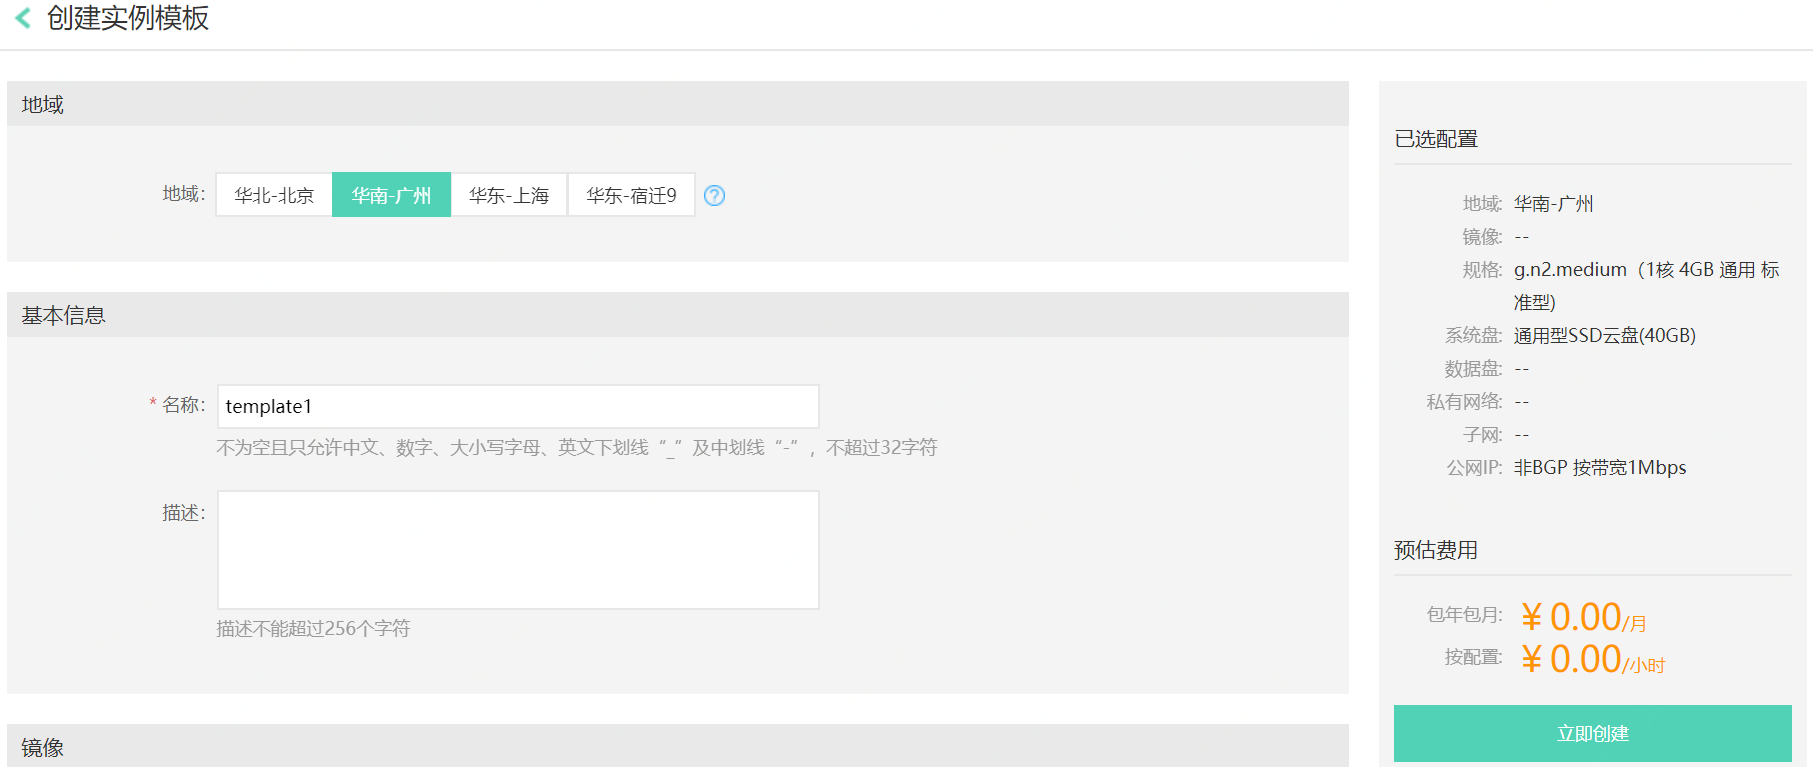 创建实例模板
地域
地域：
华北-北京
华南-广州
华东-上海
华东-宿迁9
?
基本信息
* 名称：
template1
不为空且只允许中文、数字、大小写字母、英文下划线“_”及中划线“-”，不超过32字符
描述：
描述不能超过256个字符
镜像
已选配置
地域: 华南-广州
镜像: --
规格: g.n2.medium（1核 4GB 通用 标
准型)
系统盘: 通用型SSD云盘(40GB)
数据盘: --
私有网络: --
子网: --
公网IP: 非BGP 按带宽1Mbps
预估费用
包年包月: ¥ 0.00/月
按配置: ¥ 0.00/小时
立即创建